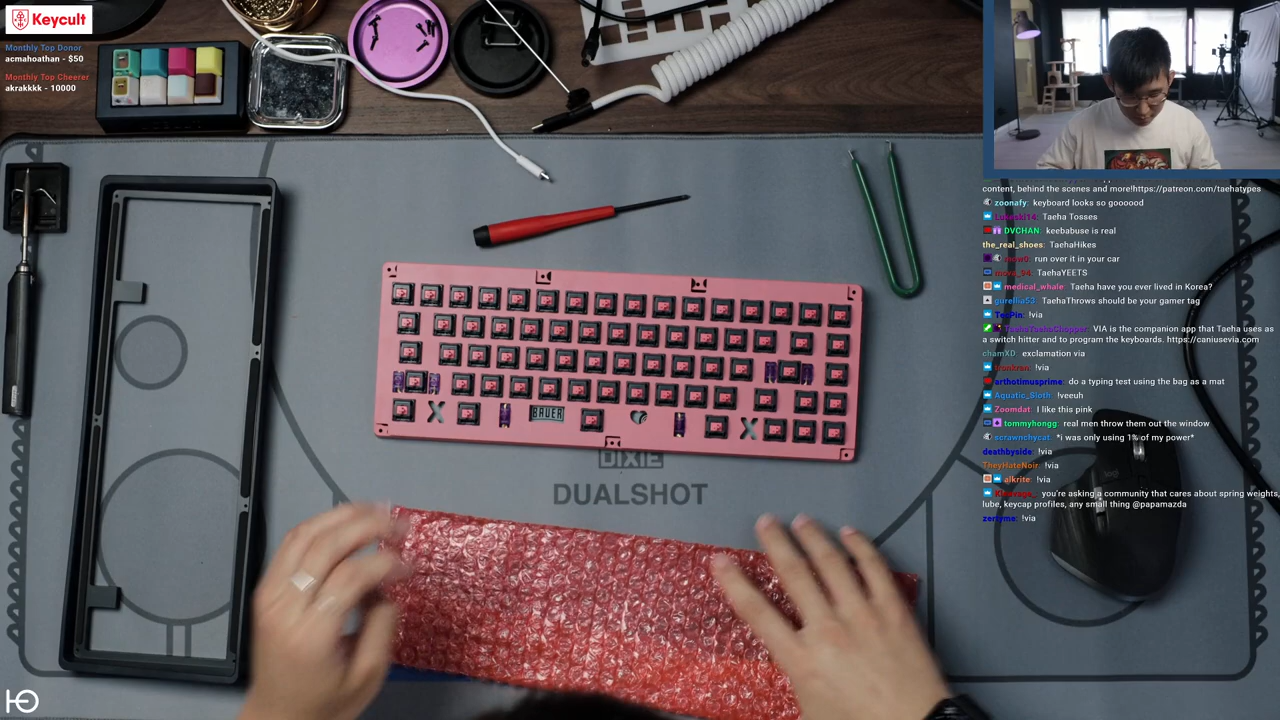 Keycult
Monthly Top Donor
acmahoathan - $50
Monthly Top Cheerer
akrakkkk - 10000
content, behind the scenes and more!https://patreon.com/taehatypes
zoonafy: keyboard looks so goooood
Taeha Tosses
DVCHAN: keebabuse is real
the_real_shoes: TaehaHikes
run over it in your car
TaehaYEETS
medical_whale: Taeha have you ever lived in Korea?
gurellia53: TaehaThrows should be your gamer tag
TecPin: !via
VIA is the companion app that Taeha uses as
a switch hitter and to program the keyboards. https://caniusevia.com
chamXD: exclamation via
!via
arthotimusprime: do a typing test using the bag as a mat
Aquatic_Sloth: !veeuh
Zoomdat: I like this pink
tommyhongg: real men throw them out the window
scrawnchycat: *i was only using 1% of my power*
deathbyside: !via
TheyHateNoir: !via
alkrite: !via
you're asking a community that cares about spring weights,
lube, keycap profiles, any small thing @papamazda
zerryme: !via
BAUER
DIXIE
DUALSHOT